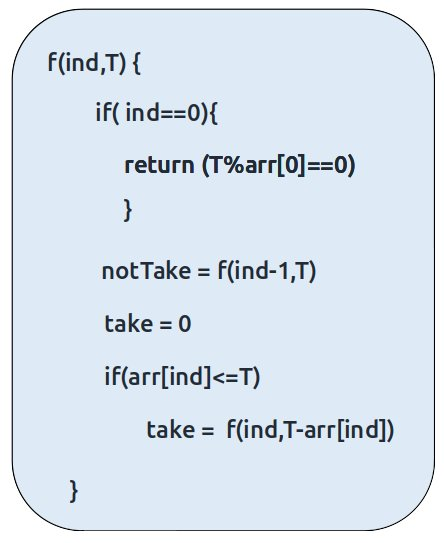 f(ind,T) {
if( ind==0){
return (T%arr[0]==0)
}
notTake = f(ind-1,T)
take = 0
if(arr[ind]<=T)
take = f(ind,T-arr[ind])
}